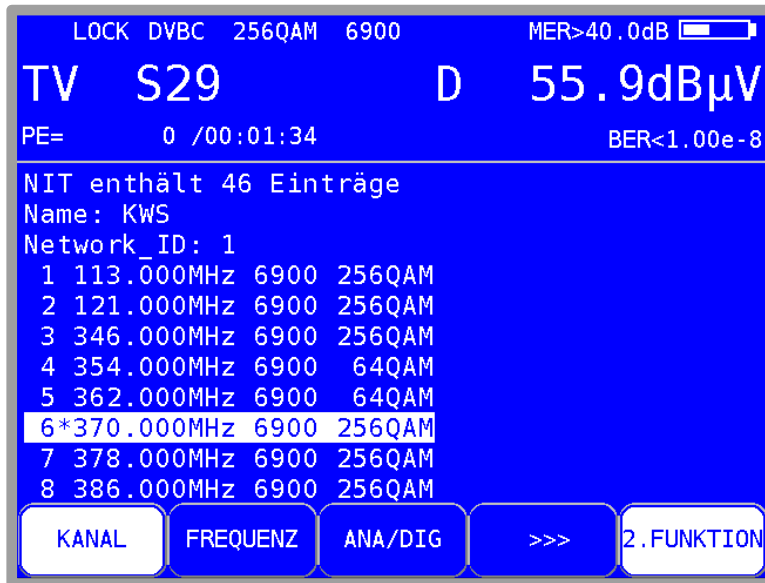 LOCK DVBC 256QAM 6900 MER>40.0dB
TV S29 D 55.9dBµV
PE= 0 /00:01:34 BER<1.00e-8
NIT enthält 46 Einträge
Name: KWS
Network_ID: 1
1 113.000MHz 6900 256QAM
2 121.000MHz 6900 256QAM
3 346.000MHz 6900 256QAM
4 354.000MHz 6900 64QAM
5 362.000MHz 6900 64QAM
6*370.000MHz 6900 256QAM
7 378.000MHz 6900 256QAM
8 386.000MHz 6900 256QAM
KANAL FREQUENZ ANA/DIG >>> 2.FUNKTION